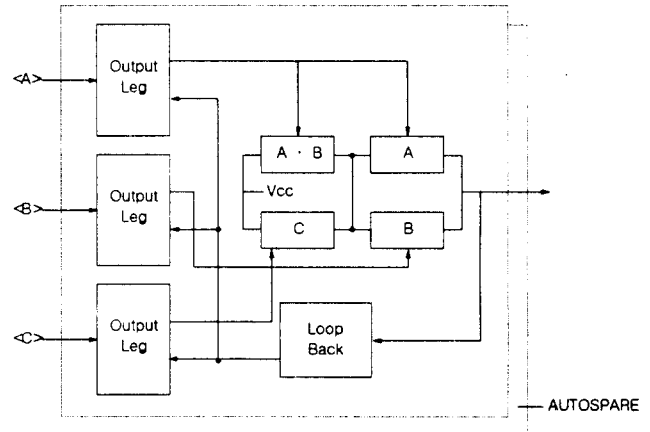 <A>
Output
Leg
A · B
A
Vcc
<B>
Output
Leg
C
B
<C>
Output
Leg
Loop
Back
AUTOSPARE